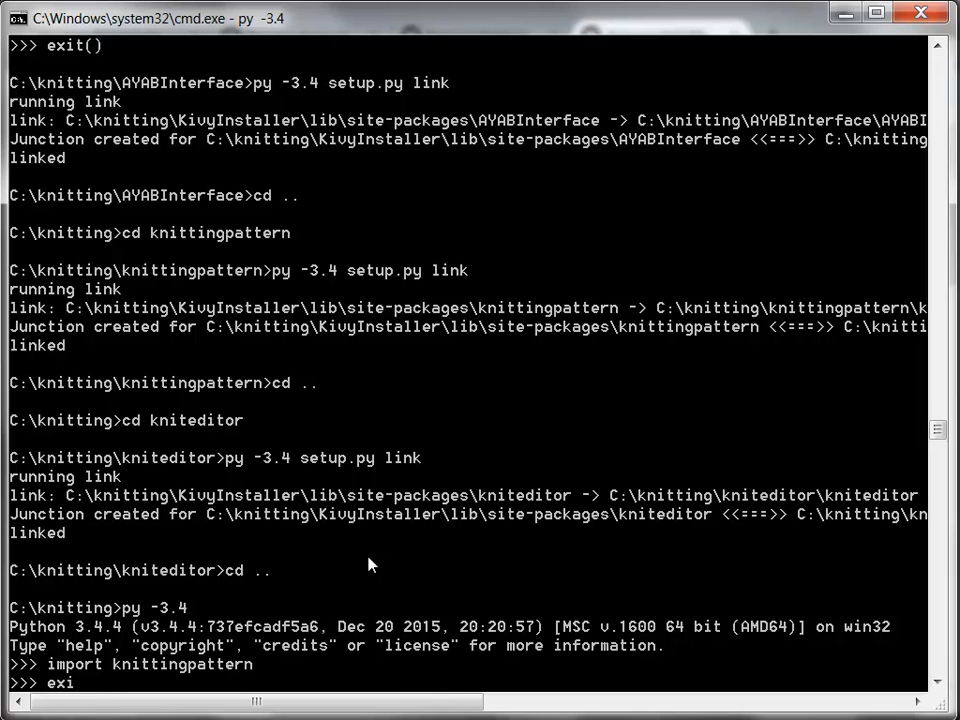 C:\Windows\system32\cmd.exe - py  -3.4
>>> exit()
C:\knitting\AYABInterface>py -3.4 setup.py link
running link
link: C:\knitting\KivyInstaller\lib\site-packages\AYABInterface -> C:\knitting\AYABInterface\AYABI
Junction created for C:\knitting\KivyInstaller\lib\site-packages\AYABInterface <<===>> C:\knitting
linked
C:\knitting\AYABInterface>cd ..
C:\knitting>cd knittingpattern
C:\knitting\knittingpattern>py -3.4 setup.py link
running link
link: C:\knitting\KivyInstaller\lib\site-packages\knittingpattern -> C:\knitting\knittingpattern\k
Junction created for C:\knitting\KivyInstaller\lib\site-packages\knittingpattern <<===>> C:\knitti
linked
C:\knitting\knittingpattern>cd ..
C:\knitting>cd kniteditor
C:\knitting\kniteditor>py -3.4 setup.py link
running link
link: C:\knitting\KivyInstaller\lib\site-packages\kniteditor -> C:\knitting\kniteditor\kniteditor
Junction created for C:\knitting\KivyInstaller\lib\site-packages\kniteditor <<===>> C:\knitting\kn
linked
C:\knitting\kniteditor>cd ..
C:\knitting>py -3.4
Python 3.4.4 (v3.4.4:737efcadf5a6, Dec 20 2015, 20:20:57) [MSC v.1600 64 bit (AMD64)] on win32
Type "help", "copyright", "credits" or "license" for more information.
>>> import knittingpattern
>>> exi